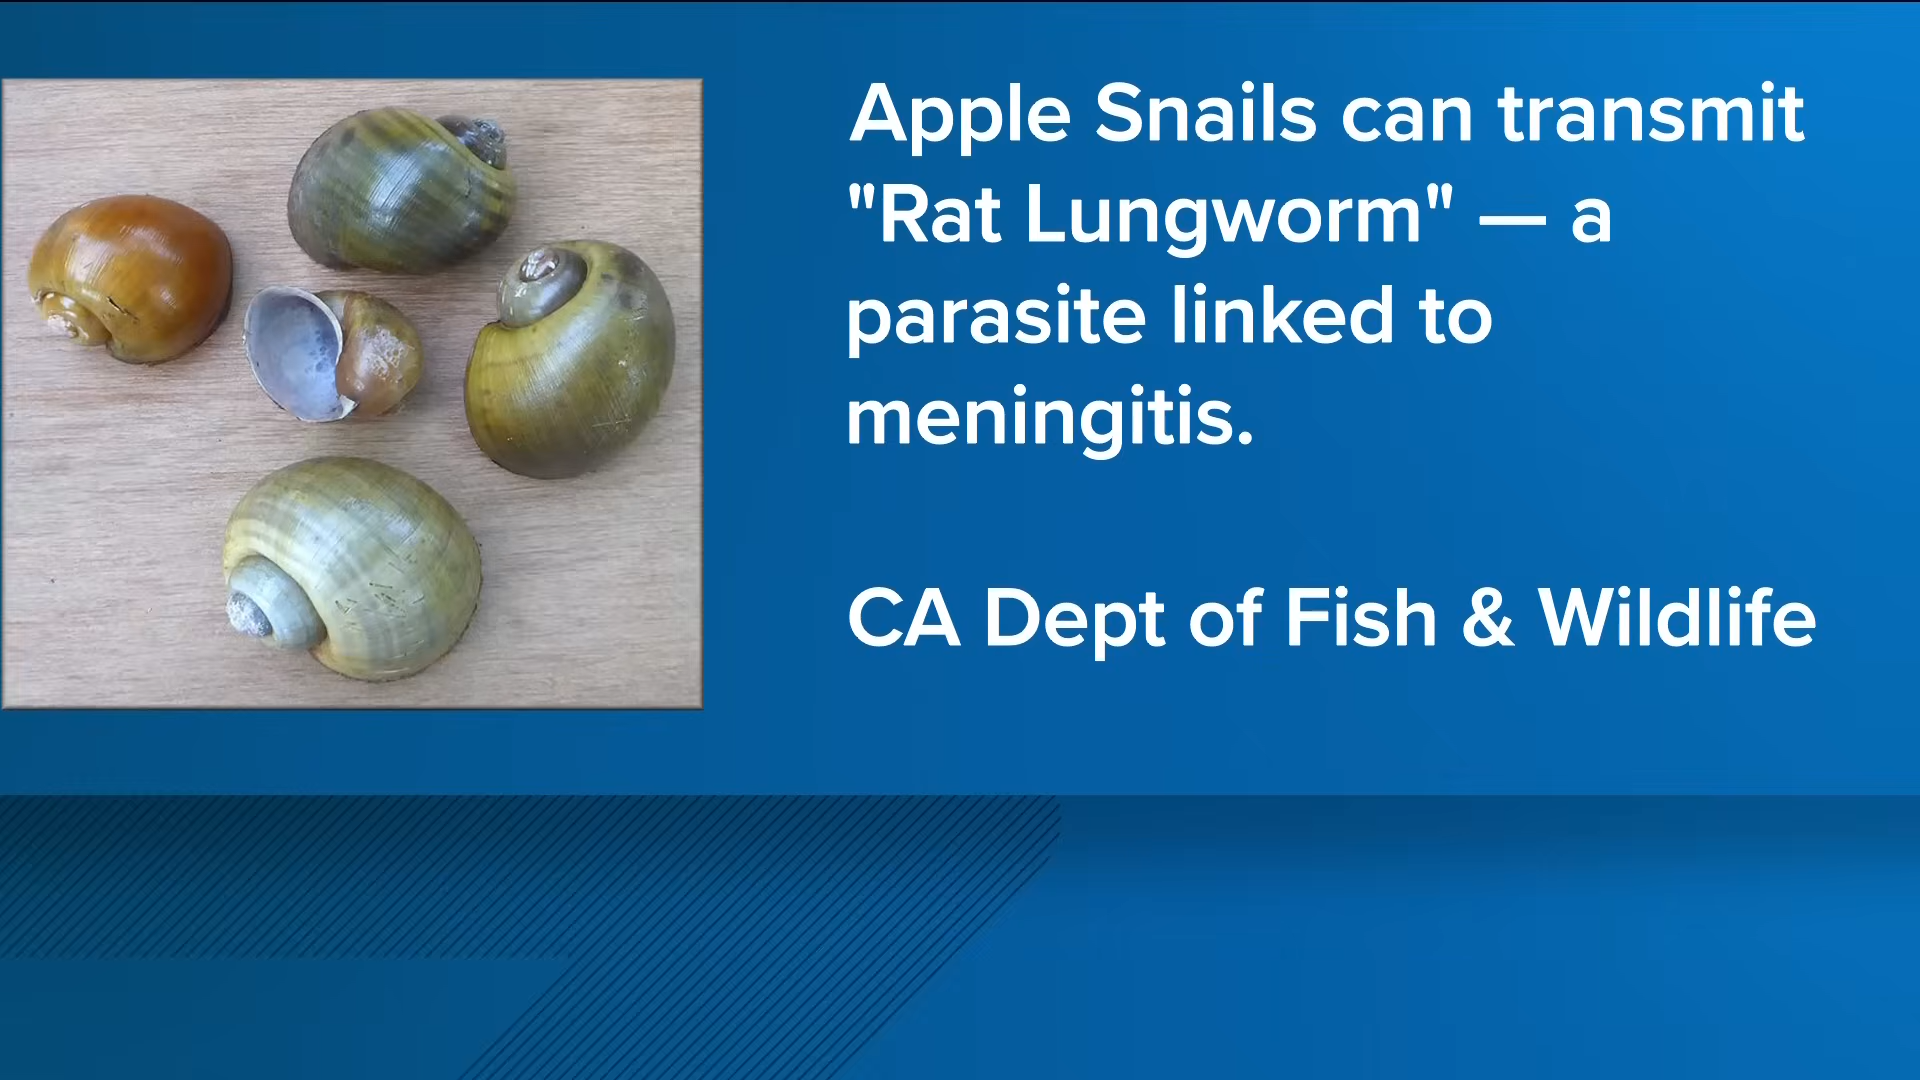 Apple Snails can transmit
"Rat Lungworm" — a
parasite linked to
meningitis.
CA Dept of Fish & Wildlife